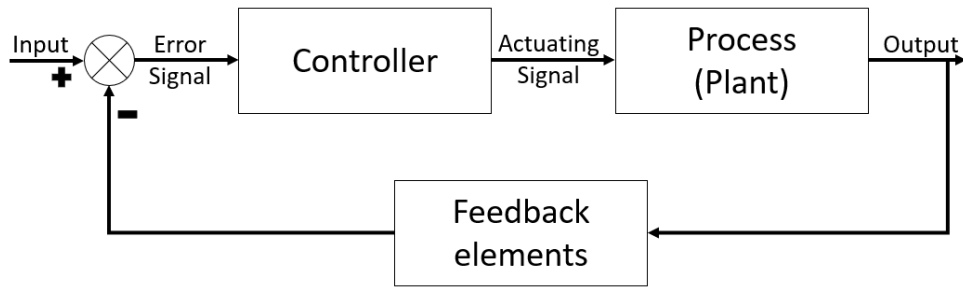 Input
+
Error
Signal
Controller
Actuating
Signal
Process
(Plant)
Output
-
Feedback
elements